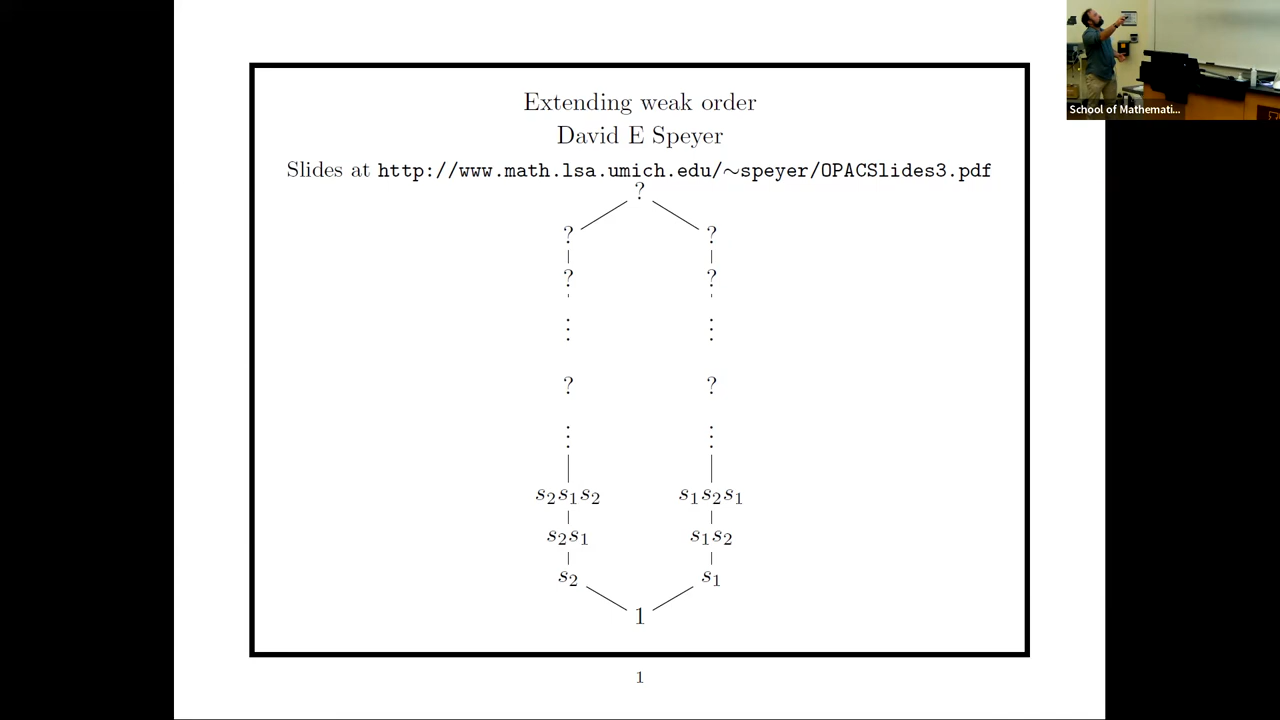 Extending weak order
David E Speyer
Slides at http://www.math.lsa.umich.edu/~speyer/OPACSlides3.pdf
?
? ?
? ?
⋮ ⋮
? ?
⋮ ⋮
s₂s₁s₂ s₁s₂s₁
s₂s₁ s₁s₂
s₂ s₁
1
1
School of Mathemati...